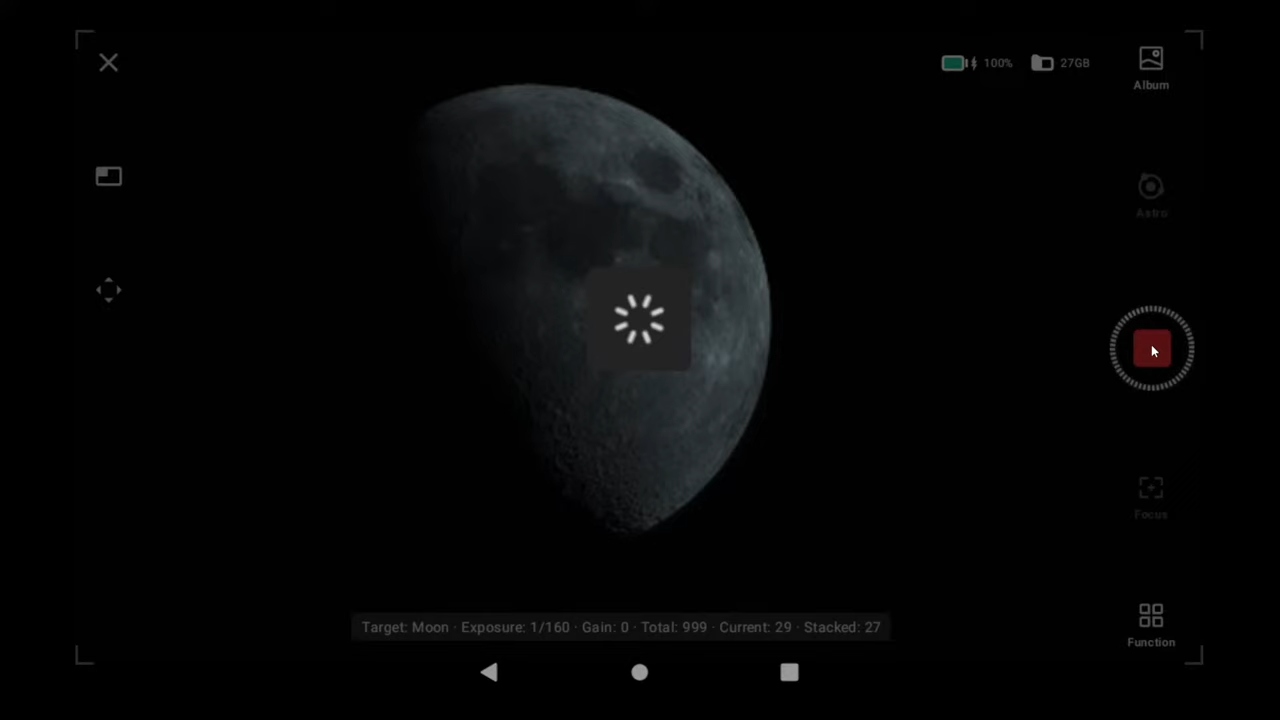 100%
27GB
Album
Astro
Focus
Target: Moon · Exposure: 1/160 · Gain: 0 · Total: 999 · Current: 29 · Stacked: 27
Function